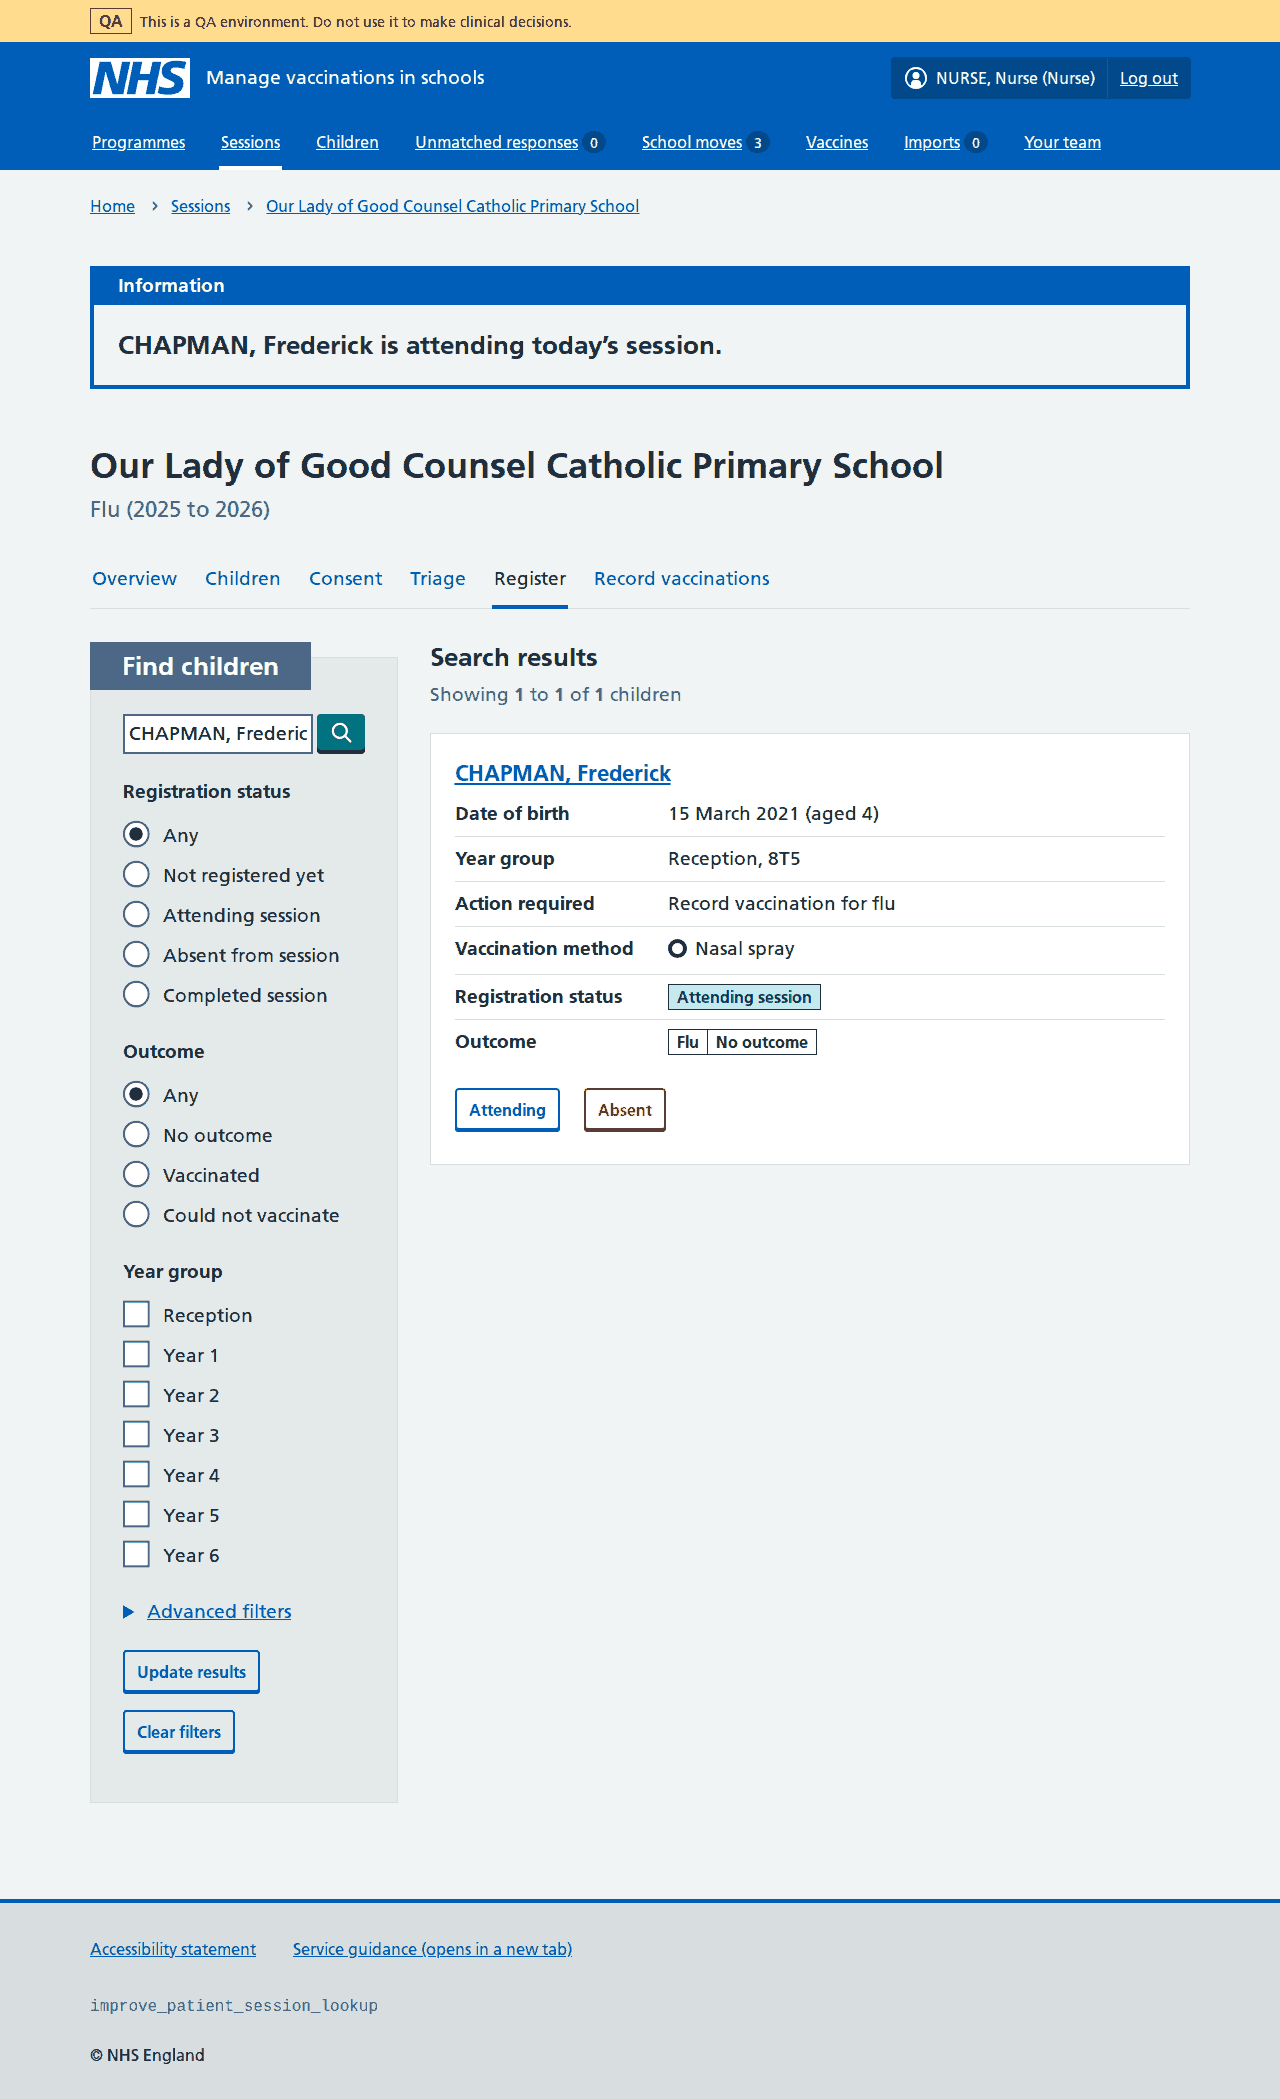 QA This is a QA environment. Do not use it to make clinical decisions.
NHS Manage vaccinations in schools NURSE, Nurse (Nurse) Log out
Programmes Sessions Children Unmatched responses 0 School moves 3 Vaccines Imports 0 Your team
Home Sessions Our Lady of Good Counsel Catholic Primary School
Information
CHAPMAN, Frederick is attending today’s session.
Our Lady of Good Counsel Catholic Primary School
Flu (2025 to 2026)
Overview Children Consent Triage Register Record vaccinations
Find children
CHAPMAN, Frederic
Registration status
Any
Not registered yet
Attending session
Absent from session
Completed session
Outcome
Any
No outcome
Vaccinated
Could not vaccinate
Year group
Reception
Year 1
Year 2
Year 3
Year 4
Year 5
Year 6
Advanced filters
Update results
Clear filters
Search results
Showing 1 to 1 of 1 children
CHAPMAN, Frederick
Date of birth 15 March 2021 (aged 4)
Year group Reception, 8T5
Action required Record vaccination for flu
Vaccination method Nasal spray
Registration status Attending session
Outcome Flu No outcome
Attending Absent
Accessibility statement Service guidance (opens in a new tab)
improve_patient_session_lookup
© NHS England